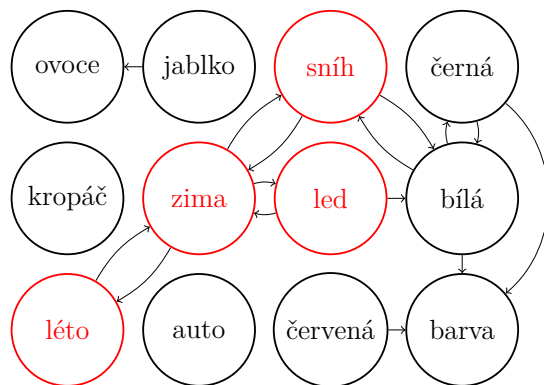 ovoce
jablko
sníh
černá
kropáč
zima
led
bílá
léto
auto
červená
barva